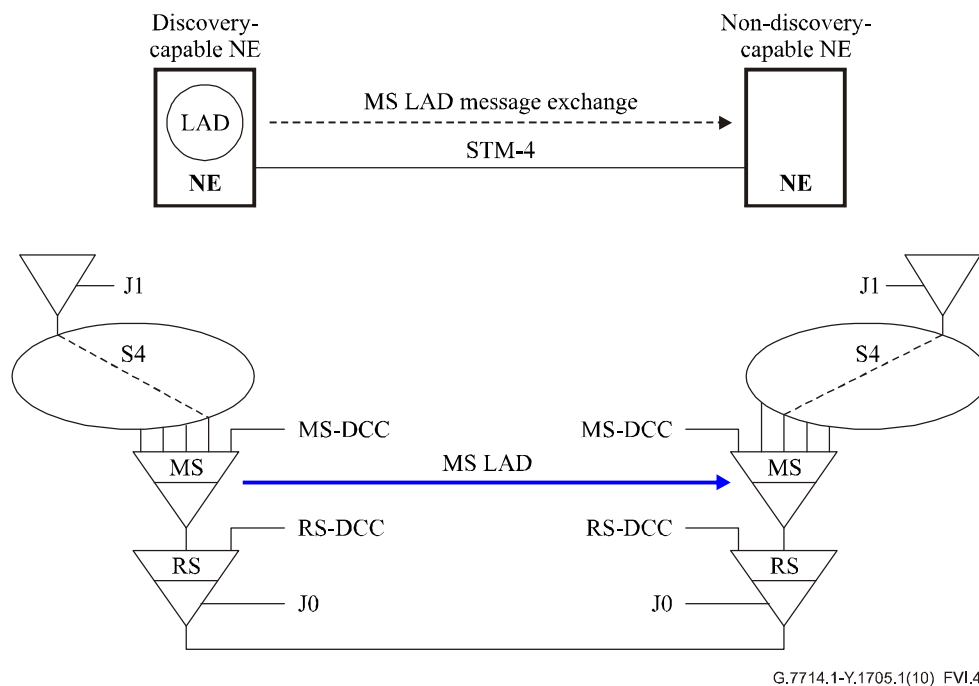 Discovery-
capable NE
Non-discovery-
capable NE
LAD
NE
MS LAD message exchange
STM-4
NE
J1
J1
S4
S4
MS-DCC
MS-DCC
MS
MS LAD
MS
RS-DCC
RS-DCC
RS
RS
J0
J0
G.7714.1-Y.1705.1(10)_FVI.4